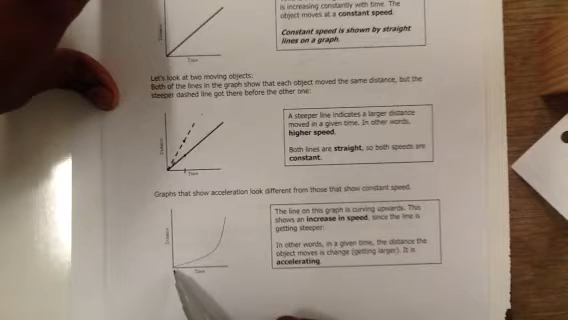 is increasing constantly with time. The
object moves at a constant speed.
Constant speed is shown by straight
lines on a graph.
Distance
Time
Let's look at two moving objects:
Both of the lines in the graph show that each object moved the same distance, but the
steeper dashed line got there before the other one:
A steeper line indicates a larger distance
moved in a given time. In other words,
higher speed.
Both lines are straight, so both speeds are
constant.
Distance
Time
Graphs that show acceleration look different from those that show constant speed.
The line on this graph is curving upwards. This
shows an increase in speed, since the line is
getting steeper:
In other words, in a given time, the distance the
object moves is change (getting larger). It is
accelerating.
Distance
Time